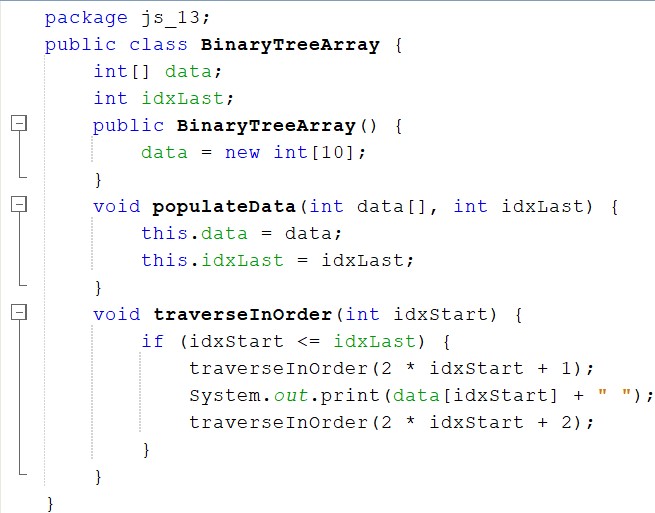 package js_13;
public class BinaryTreeArray {
    int[] data;
    int idxLast;
    public BinaryTreeArray() {
        data = new int[10];
    }
    void populateData(int data[], int idxLast) {
        this.data = data;
        this.idxLast = idxLast;
    }
    void traverseInOrder(int idxStart) {
        if (idxStart <= idxLast) {
            traverseInOrder(2 * idxStart + 1);
            System.out.print(data[idxStart] + " ");
            traverseInOrder(2 * idxStart + 2);
        }
    }
}